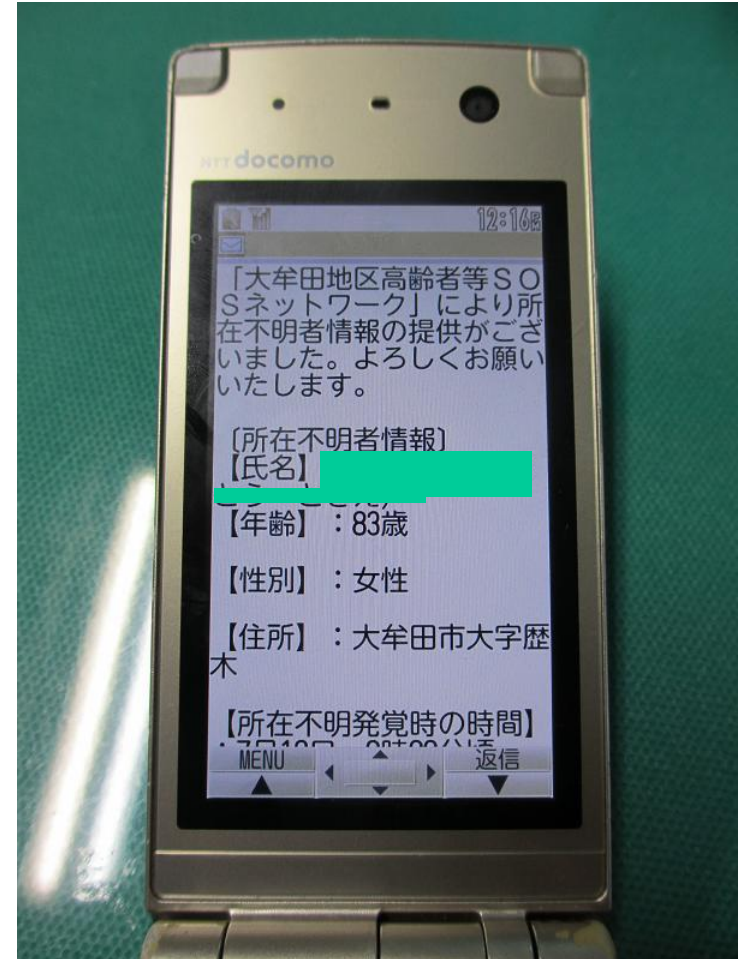 NTT docomo
12:16PM
「大牟田地区高齢者等SO
Sネットワーク」により所
在不明者情報の提供がござ
いました。よろしくお願い
いたします。
〔所在不明者情報〕
【氏名】
【年齢】：83歳
【性別】：女性
【住所】：大牟田市大字歴
木
【所在不明発覚時の時間】
MENU
返信